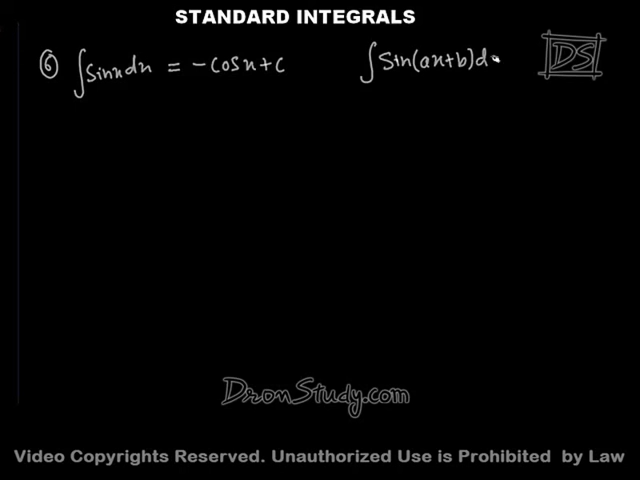 STANDARD INTEGRALS
⑥ ∫sinx dx = -cosx+c ∫sin(ax+b)d
DS
DronStudy.com
Video Copyrights Reserved. Unauthorized Use is Prohibited by Law